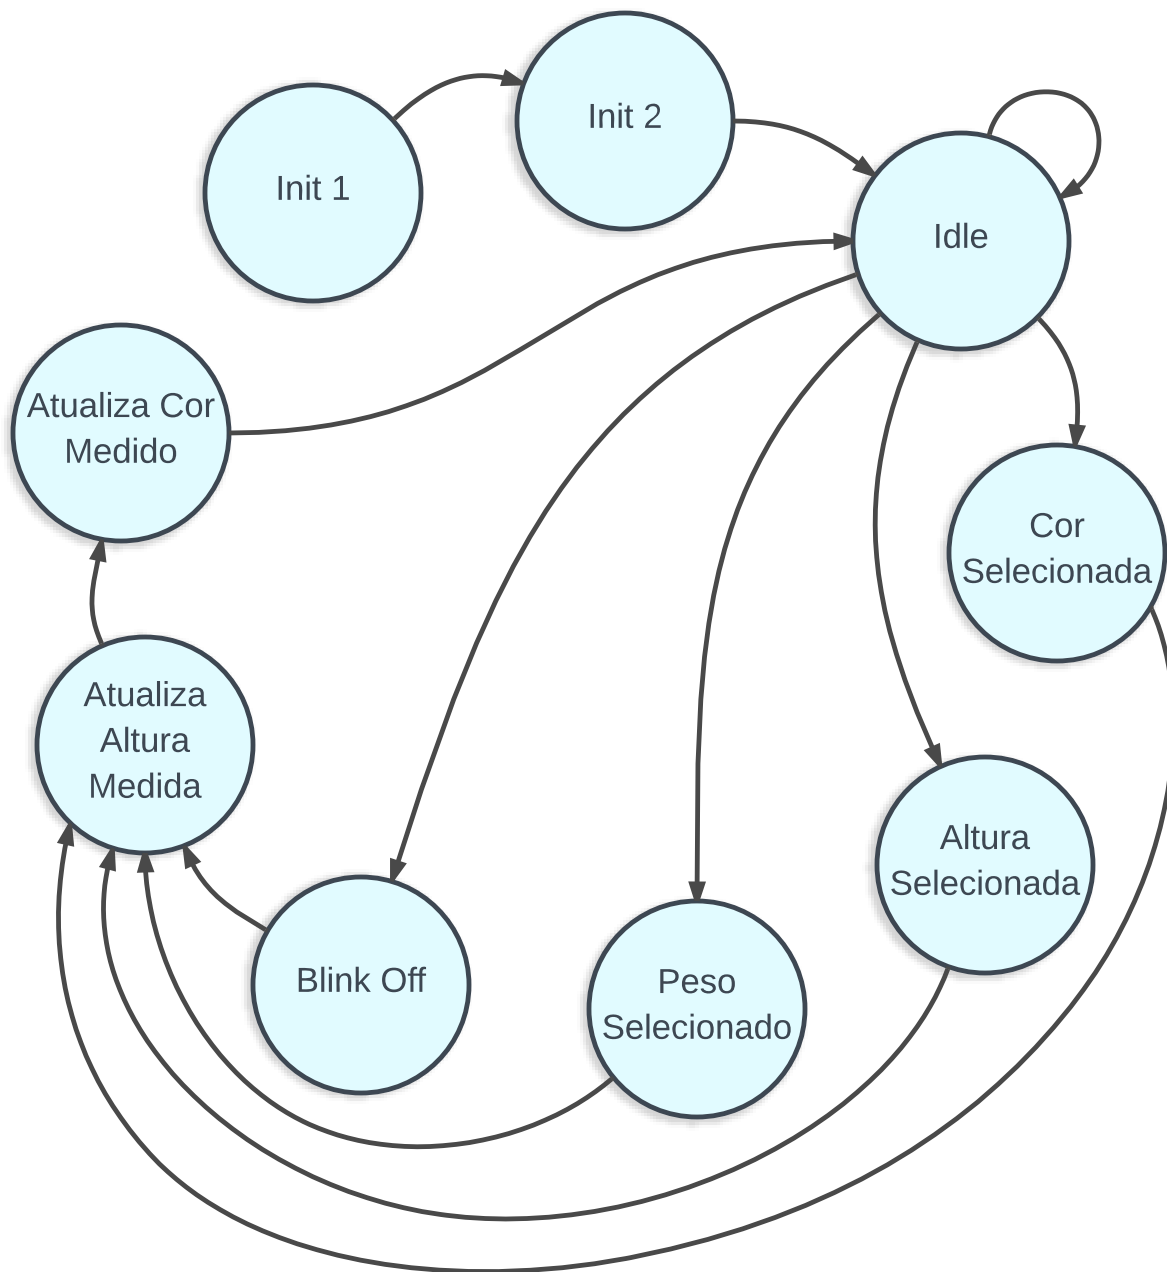 Init 1
Init 2
Idle
Atualiza Cor
Medido
Cor
Selecionada
Atualiza
Altura
Medida
Altura
Selecionada
Blink Off
Peso
Selecionado